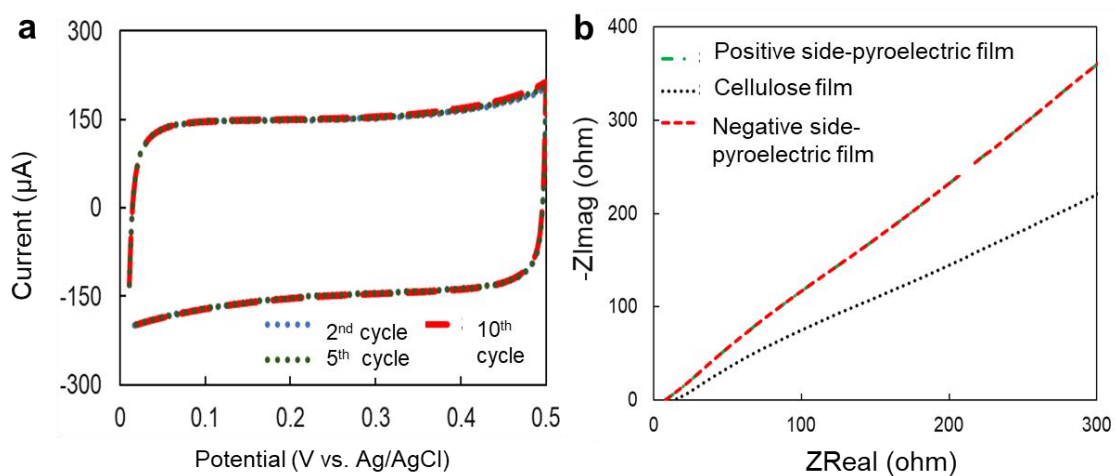 a
300
150
0
-150
-300
Current (µA)
2nd cycle
5th cycle
10th
cycle
0 0.1 0.2 0.3 0.4 0.5
Potential (V vs. Ag/AgCl)
b
400
300
200
100
0
-ZImag (ohm)
Positive side-pyroelectric film
Cellulose film
Negative side-
pyroelectric film
0 100 200 300
ZReal (ohm)